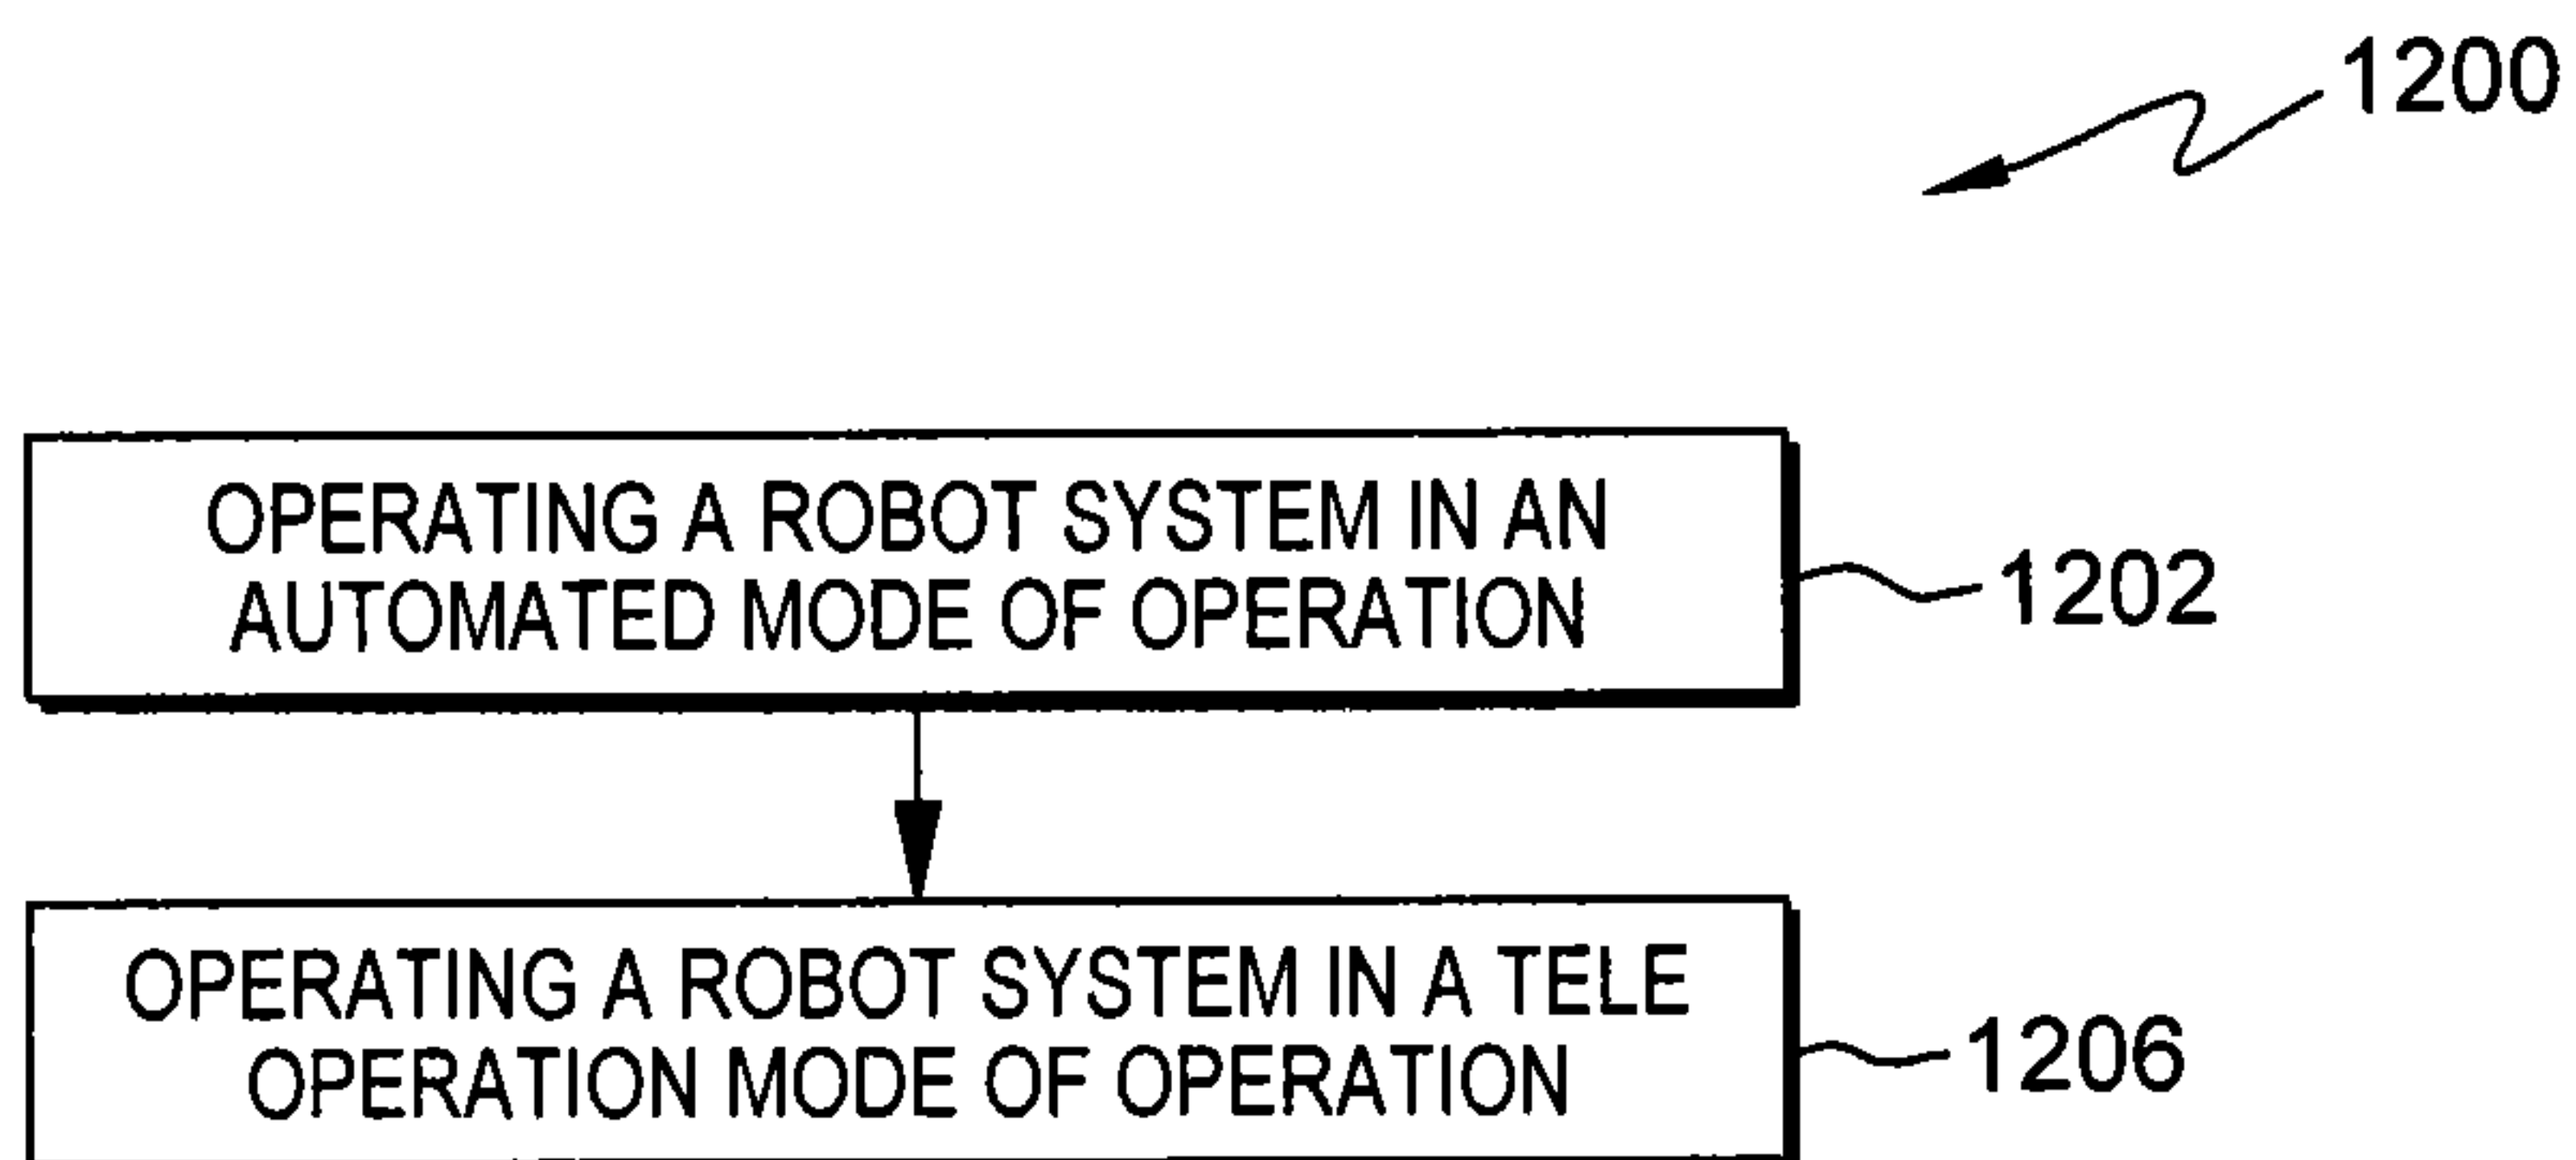 1200
OPERATING A ROBOT SYSTEM IN AN
AUTOMATED MODE OF OPERATION
1202
OPERATING A ROBOT SYSTEM IN A TELE
OPERATION MODE OF OPERATION
1206